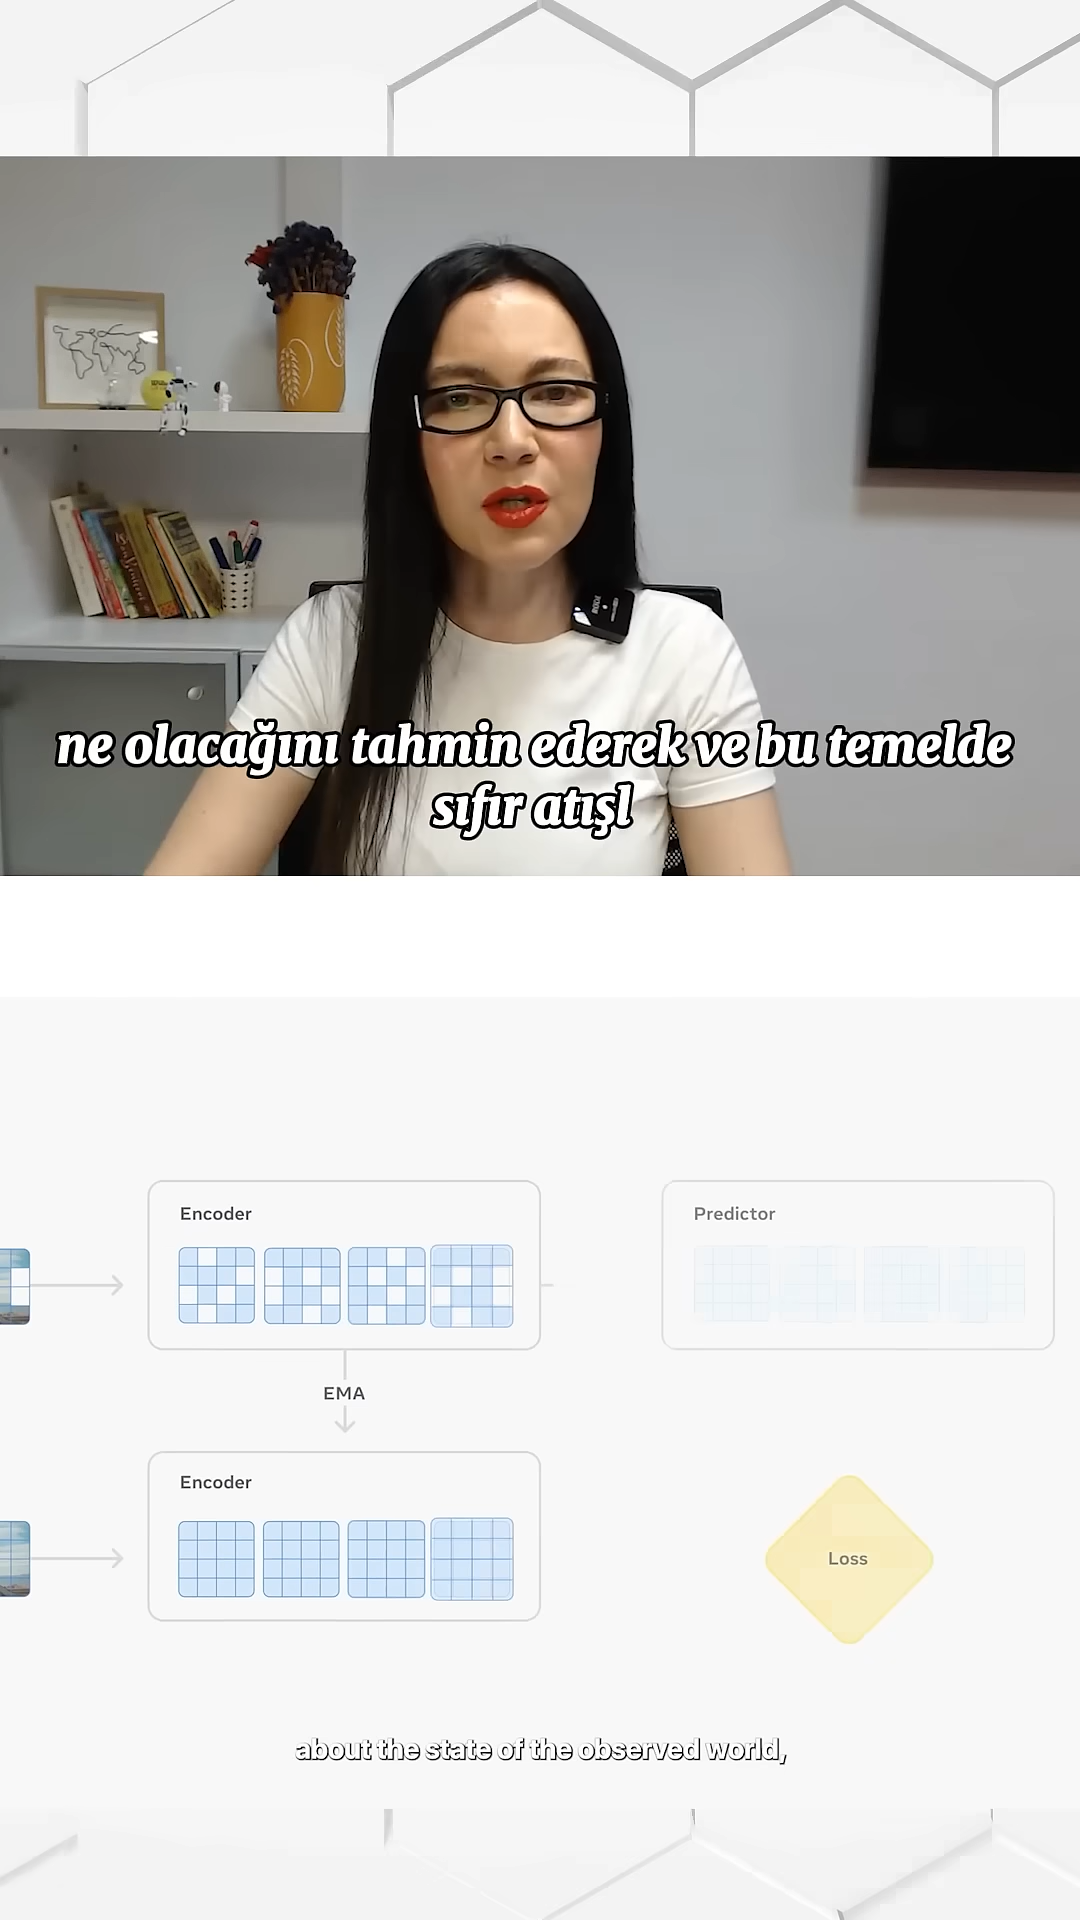 RODE
ne olacağını tahmin ederek ve bu temelde
sıfır atışl
Encoder
Predictor
EMA
Encoder
Loss
about the state of the observed world,